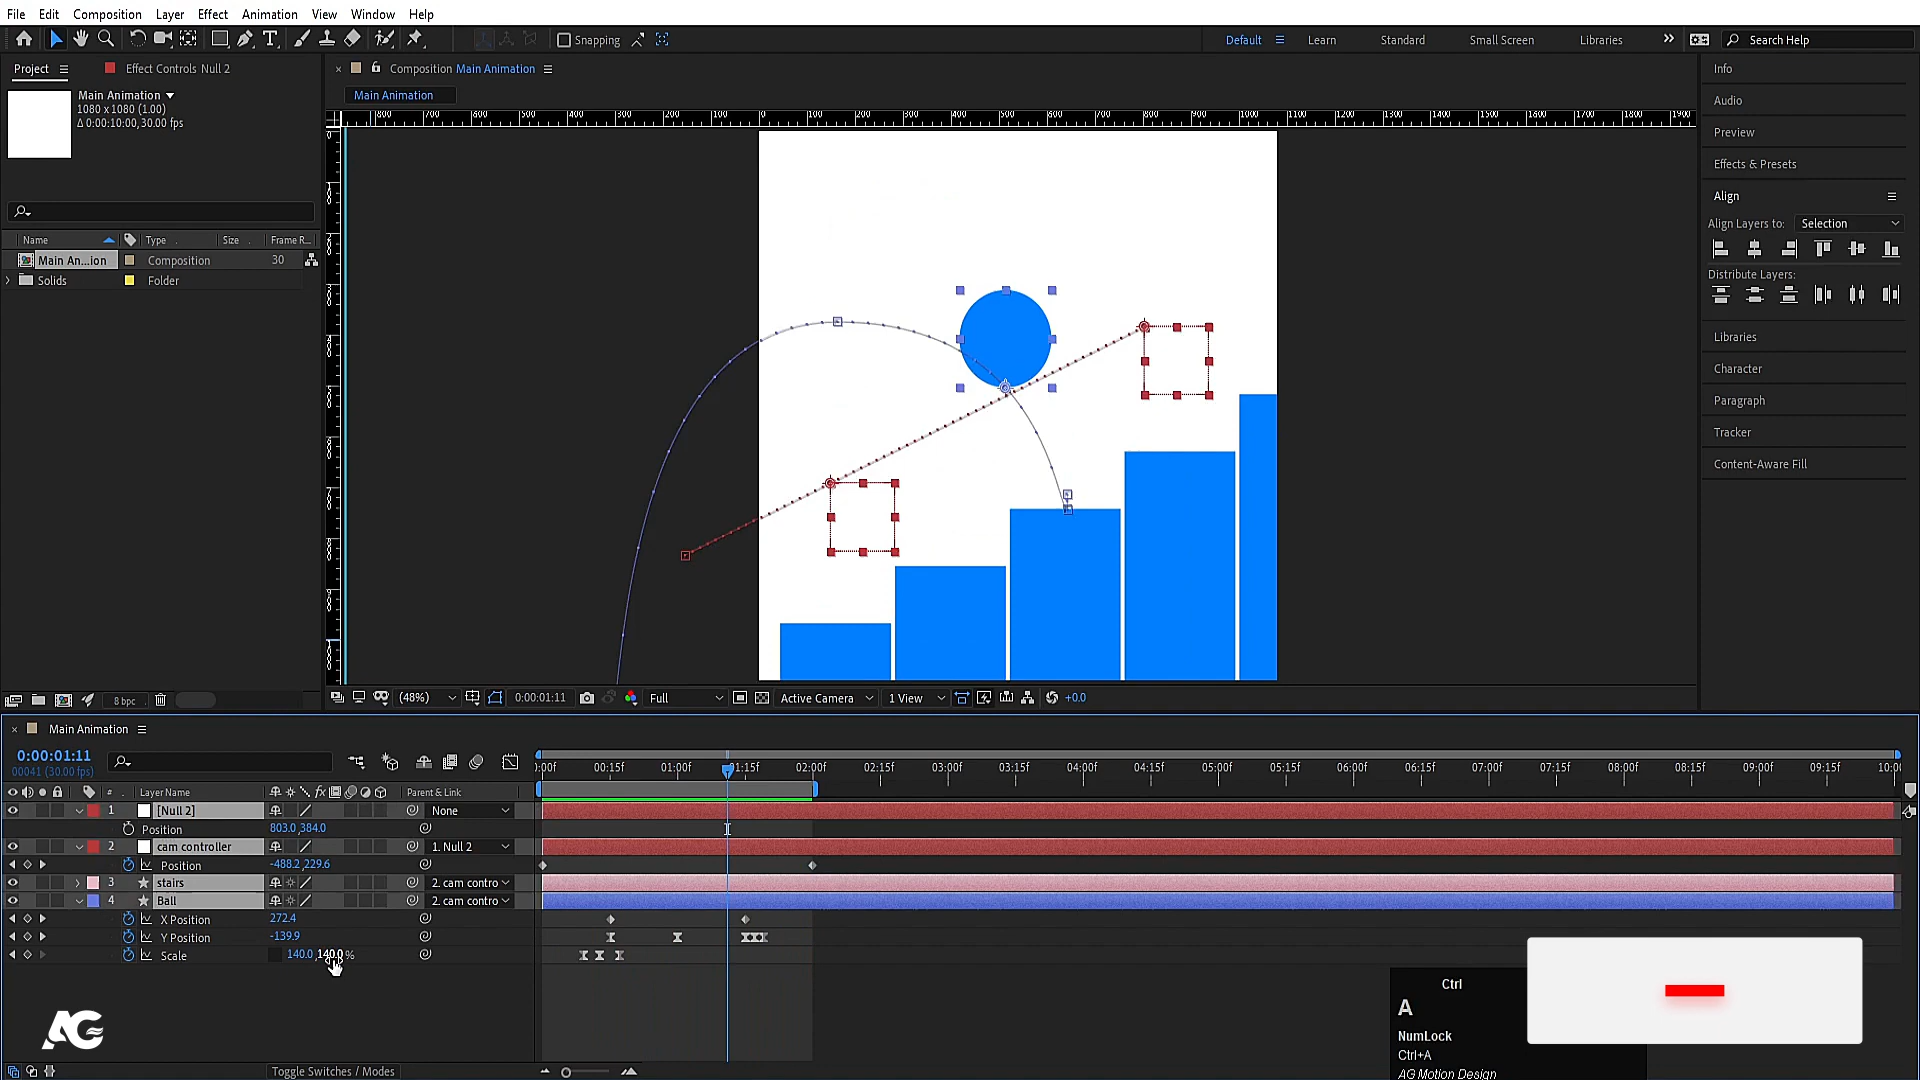 File Edit Composition Layer Effect Animation View Window Help
Snapping
Default Learn Standard Small Screen Libraries Search Help
Project Effect Controls Null 2
Composition Main Animation
Info
Main Animation
1080 x 1080 (1.00)
Δ 0:00:10:00, 30.00 fps
Main Animation
Audio
Preview
Effects & Presets
Align
Align Layers to: Selection
Distribute Layers:
Name Type Size Frame R...
Main An...ion Composition 30
Solids Folder
Libraries
Character
Paragraph
Tracker
Content-Aware Fill
8 bpc
(48%) 0:00:01:11 Full Active Camera 1 View +0.0
Main Animation
0:00:01:11
00041 (30.00 fps)
):00f 00:15f 01:00f 01:15f 02:00f 02:15f 03:00f 03:15f 04:00f 04:15f 05:00f 05:15f 06:00f 06:15f 07:00f 07:15f 08:00f 08:15f 09:00f 09:15f 10:00
# Layer Name fx Parent & Link
1 [Null 2] None
Position 803.0,384.0
2 cam controller 1. Null 2
Position -488.2,229.6
3 stairs 2. cam contro
4 Ball 2. cam contro
X Position 272.4
Y Position -139.9
Scale 140.0,140.0 %
AG
Ctrl
A
NumLock
Ctrl+A
AG Motion Design
Toggle Switches / Modes